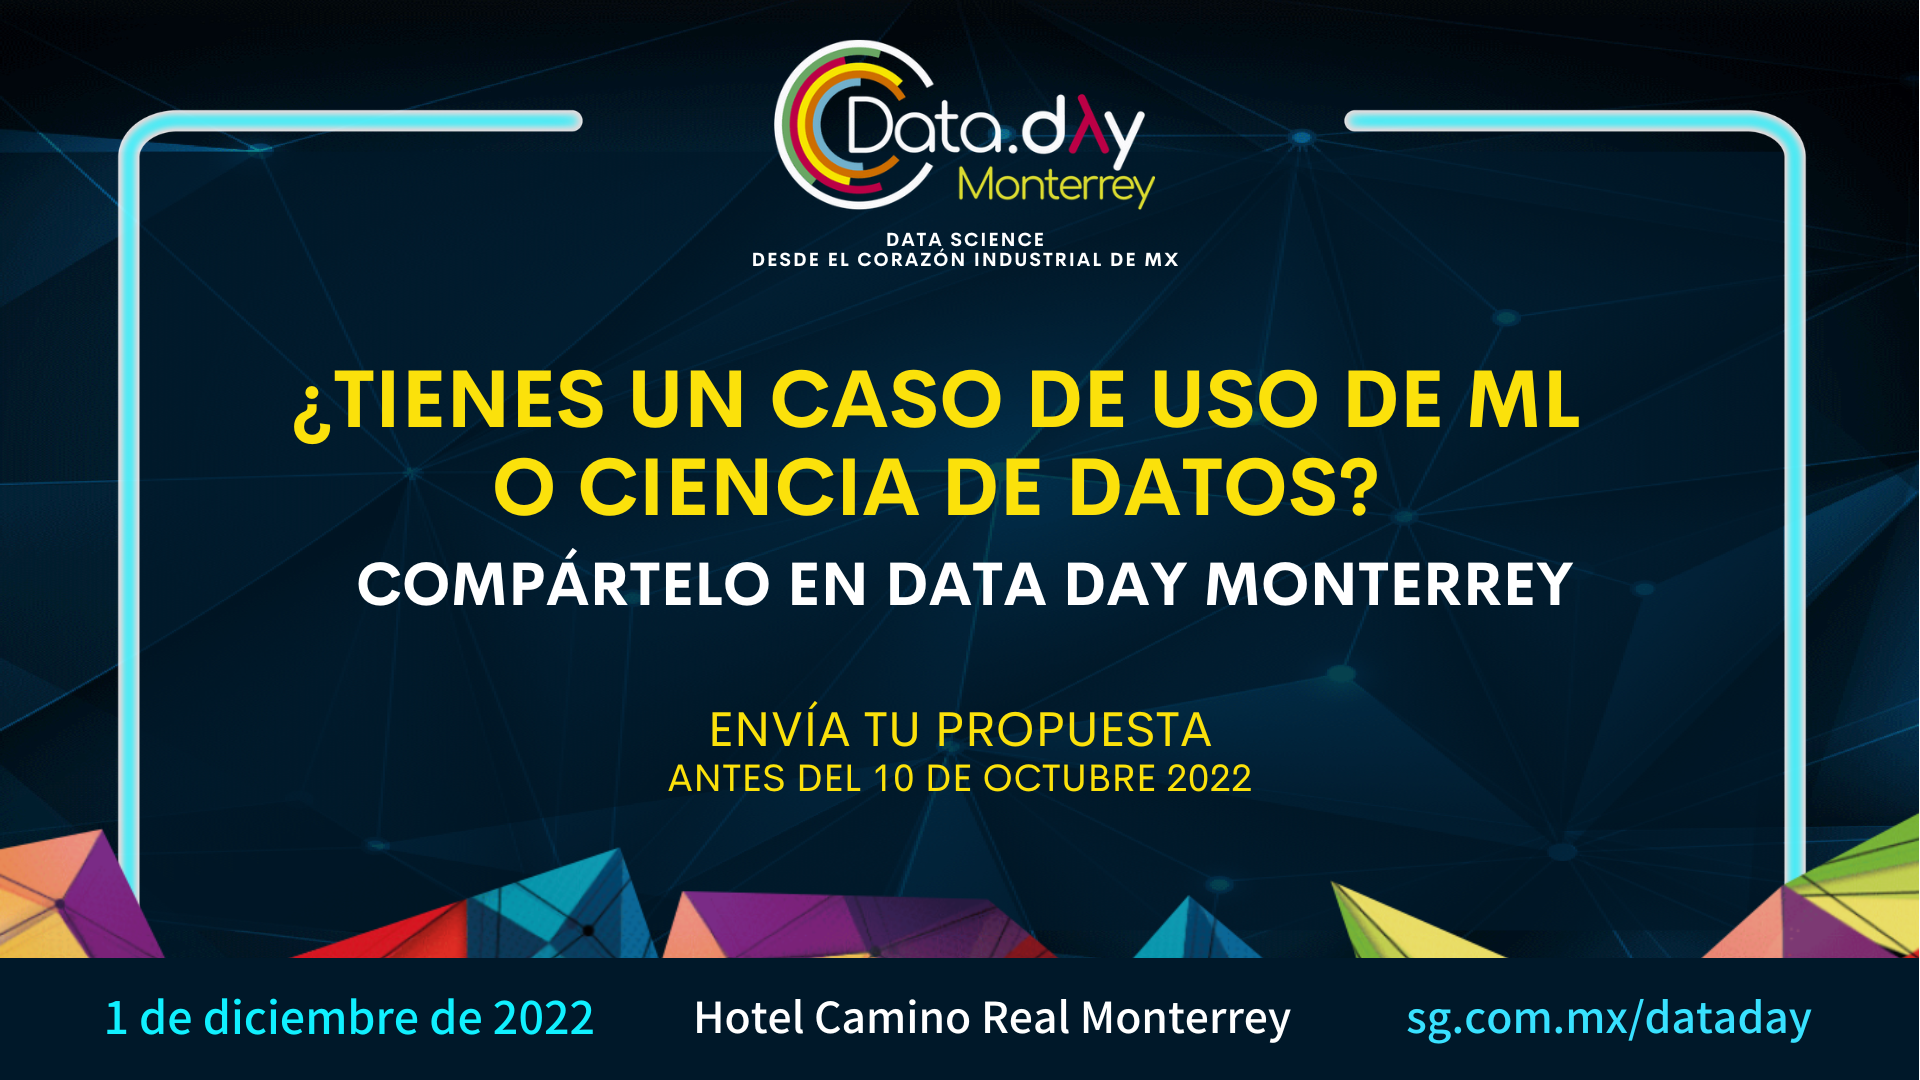 Data.dλy
Monterrey
DATA SCIENCE
DESDE EL CORAZÓN INDUSTRIAL DE MX
¿TIENES UN CASO DE USO DE ML
O CIENCIA DE DATOS?
COMPÁRTELO EN DATA DAY MONTERREY
ENVÍA TU PROPUESTA
ANTES DEL 10 DE OCTUBRE 2022
1 de diciembre de 2022
Hotel Camino Real Monterrey
sg.com.mx/dataday